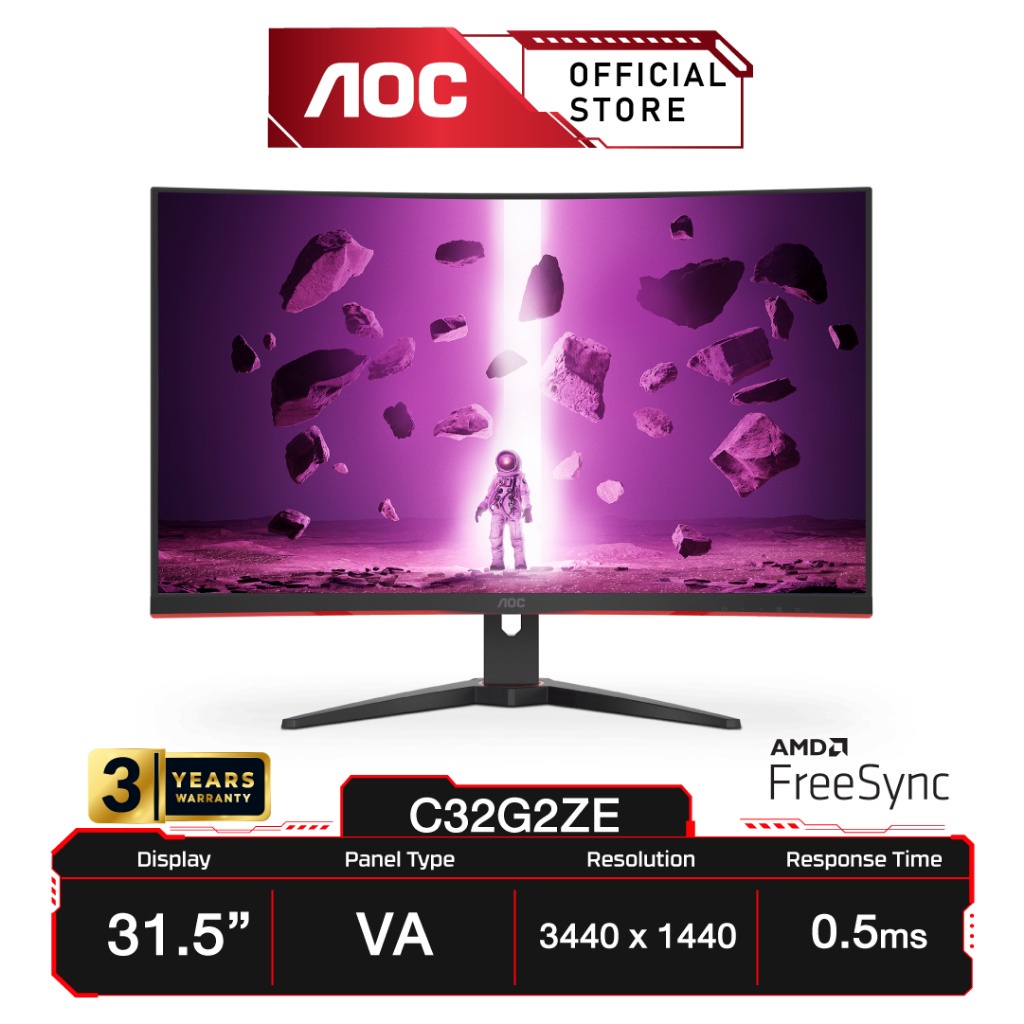 AOC
OFFICIAL
STORE
AOC
3 YEARS
WARRANTY
AMD
FreeSync
C32G2ZE
Display
Panel Type
Resolution
Response Time
31.5”
VA
3440 x 1440
0.5ms